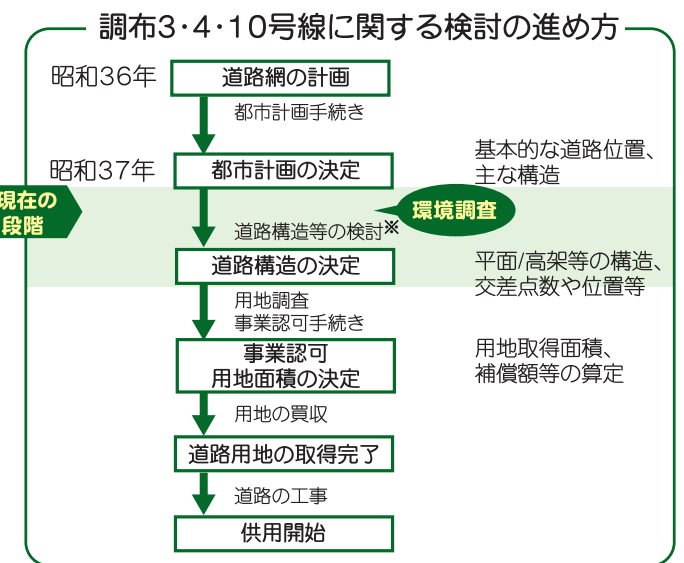 調布3・4・10号線に関する検討の進め方
昭和36年
道路網の計画
都市計画手続き
昭和37年
都市計画の決定
基本的な道路位置、
主な構造
現在の
段階
環境調査
道路構造等の検討※
道路構造の決定
平面/高架等の構造、
交差点数や位置等
用地調査
事業認可手続き
事業認可
用地面積の決定
用地取得面積、
補償額等の算定
用地の買収
道路用地の取得完了
道路の工事
供用開始